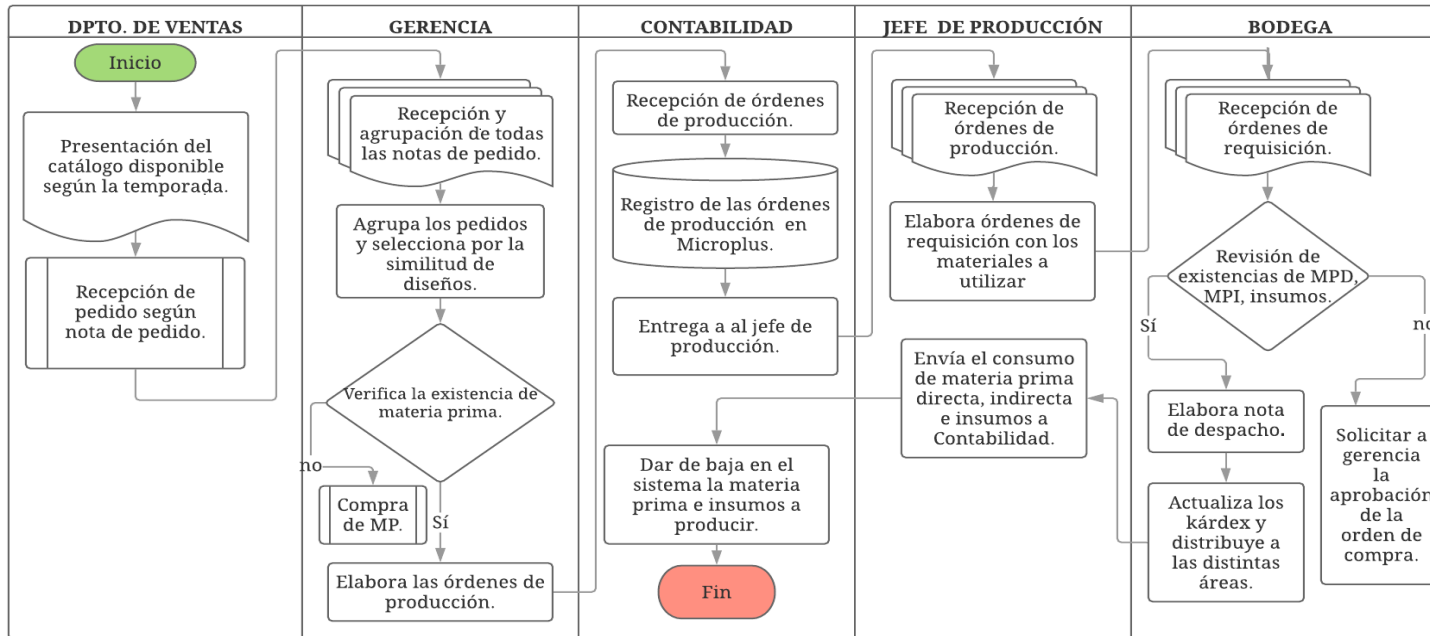 DPTO. DE VENTAS
Inicio
Presentación del
catálogo disponible
según la temporada.
Recepción de
pedido según
nota de pedido.
GERENCIA
Recepción y
agrupación de todas
las notas de pedido.
Agrupa los pedidos
y selecciona por la
similitud de
diseños.
Verifica la existencia de
materia prima.
no
Compra
de MP.
Sí
Elabora las órdenes de
producción.
CONTABILIDAD
Recepción de órdenes
de producción.
Registro de las órdenes
de producción en
Microplus.
Entrega a al jefe de
producción.
Dar de baja en el
sistema la materia
prima e insumos a
producir.
Fin
JEFE DE PRODUCCIÓN
Recepción de
órdenes de
producción.
Elabora órdenes de
requisición con los
materiales a
utilizar
Envía el consumo
de materia prima
directa, indirecta
e insumos a
Contabilidad.
BODEGA
Recepción de
órdenes de
requisición.
Revisión de
existencias de MPD,
MPI, insumos.
Sí
no
Elabora nota
de despacho.
Actualiza los
kárdex y
distribuye a
las distintas
áreas.
Solicitar a
gerencia
la
aprobación
de la
orden de
compra.